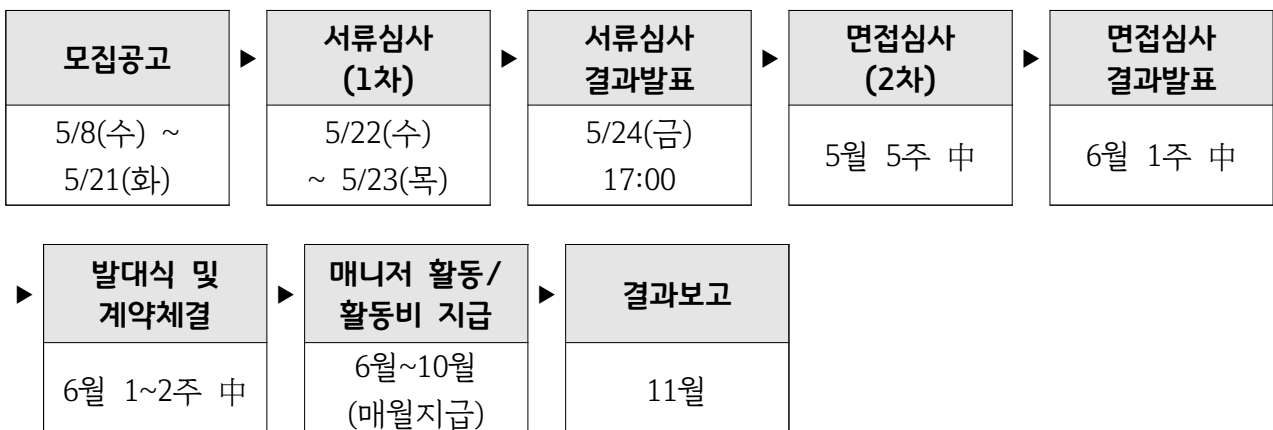 모집공고 ▶ 서류심사 (1차) ▶ 서류심사 결과발표 ▶ 면접심사 (2차) ▶ 면접심사 결과발표
5/8(수) ~ 5/21(화)
5/22(수) ~ 5/23(목)
5/24(금) 17:00
5월 5주 中
6월 1주 中
▶ 발대식 및 계약체결 ▶ 매니저 활동/ 활동비 지급 ▶ 결과보고
6월 1~2주 中
6월~10월 (매월지급)
11월